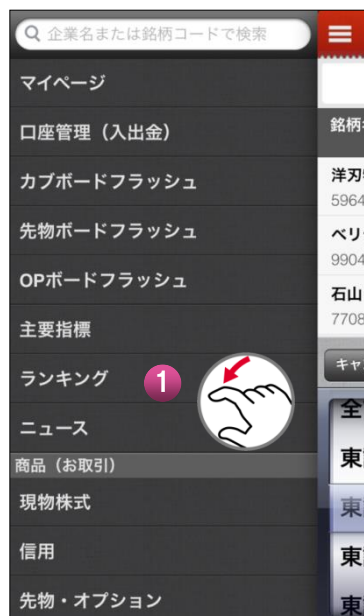 企業名または銘柄コードで検索
マイページ
口座管理（入出金）
カブボードフラッシュ
先物ボードフラッシュ
OPボードフラッシュ
主要指標
ランキング
1
ニュース
商品（お取引）
現物株式
信用
先物・オプション
銘柄
洋刃
5964
ベリ
9904
石山
7708
キャ
全
東
東
東
東